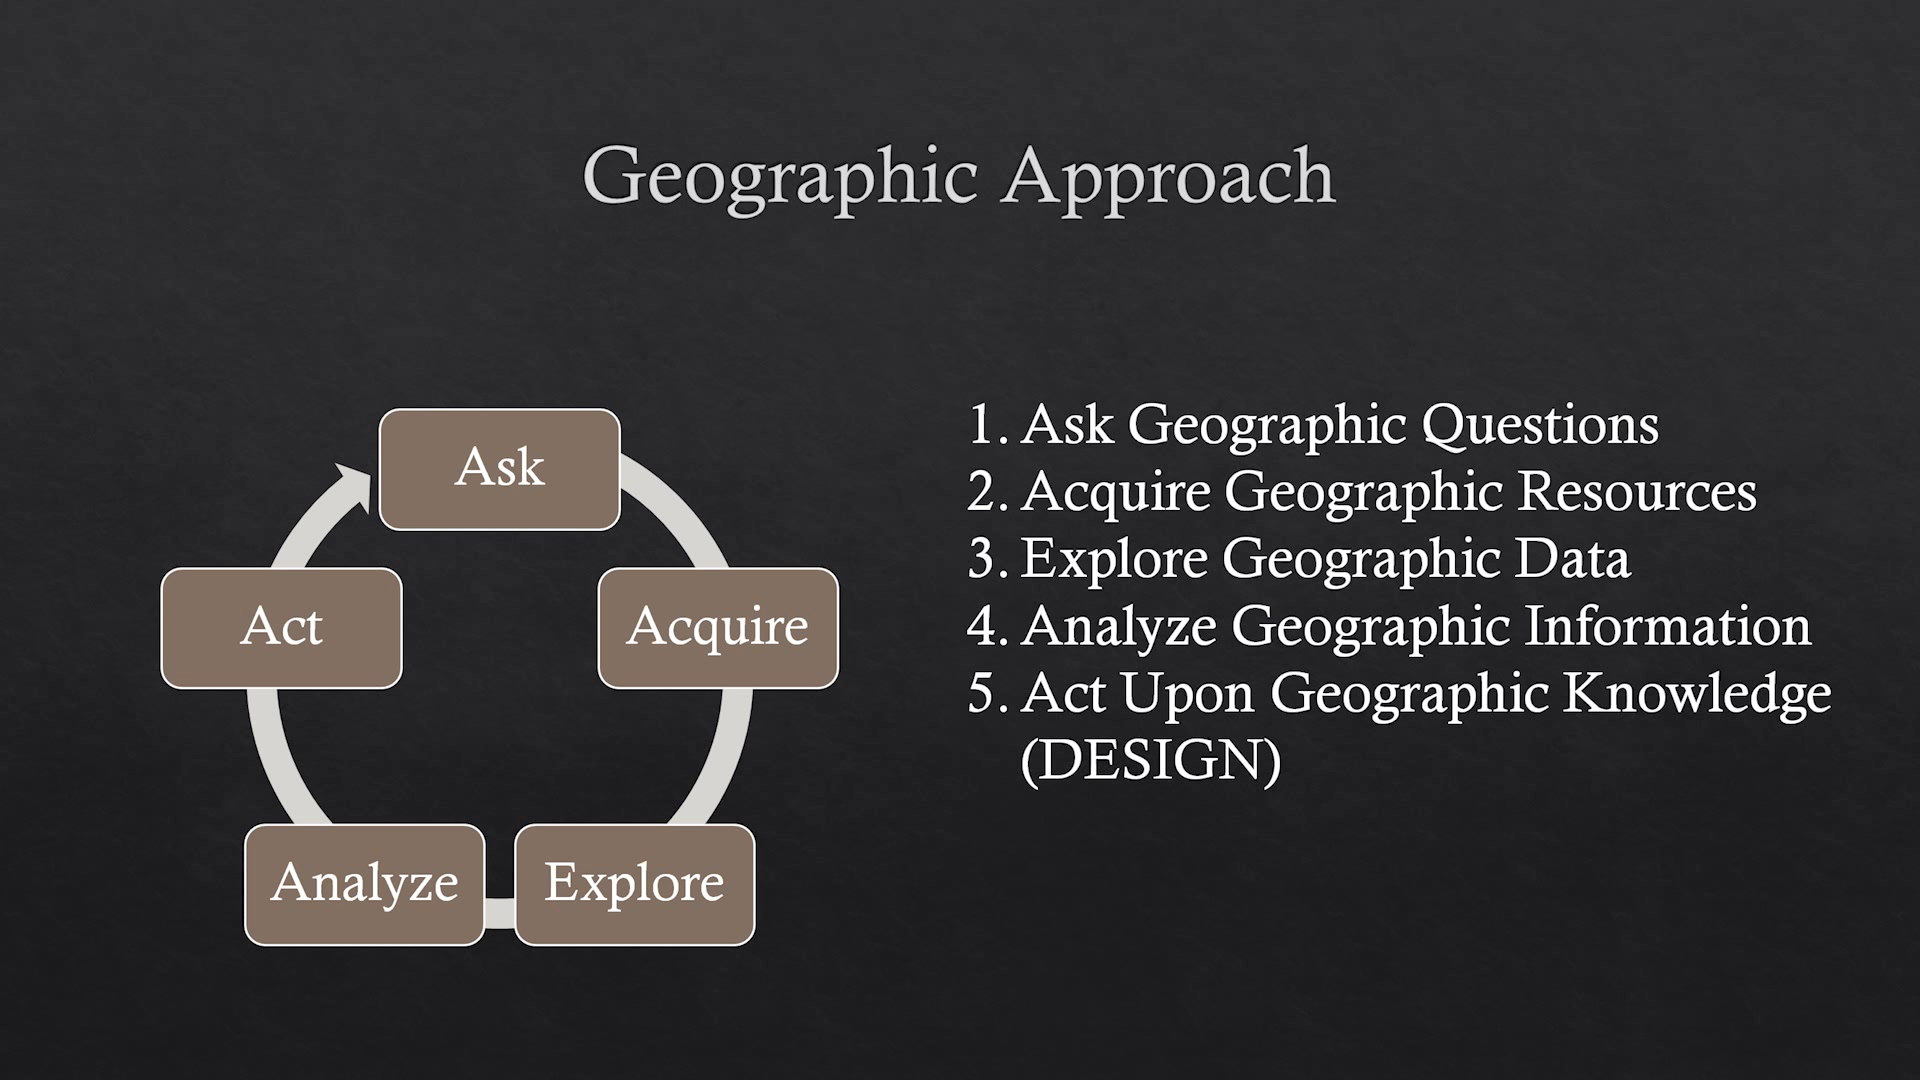 Geographic Approach
Ask
Acquire
Explore
Analyze
Act
1. Ask Geographic Questions
2. Acquire Geographic Resources
3. Explore Geographic Data
4. Analyze Geographic Information
5. Act Upon Geographic Knowledge
(DESIGN)